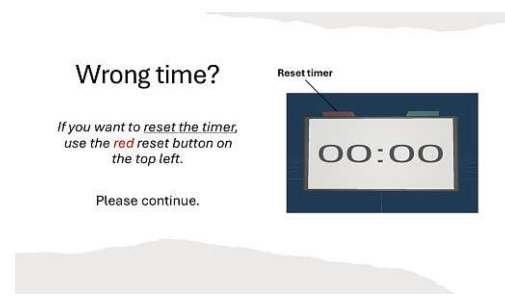 Wrong time?
Reset timer
If you want to reset the timer,
use the red reset button on
the top left.
00:00
Please continue.